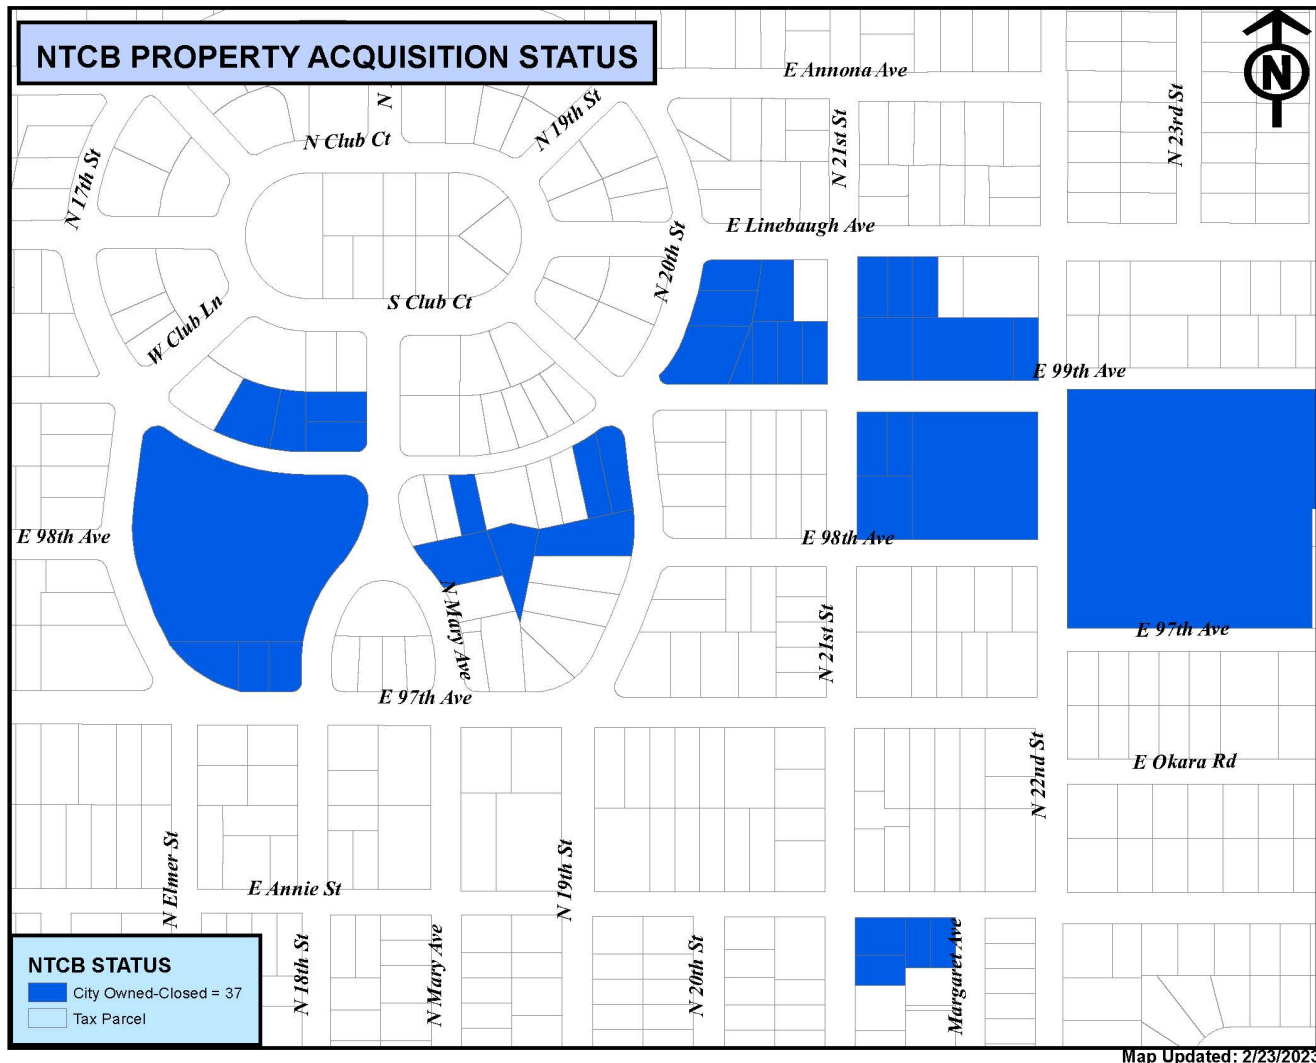 NTCB PROPERTY ACQUISITION STATUS
N
E Annona Ave
N
N 19th St
N Club Ct
N 17th St
N 21st St
N 23rd St
E Linebaugh Ave
N 20th St
S Club Ct
W Club Ln
E 99th Ave
E 98th Ave
E 98th Ave
N Mary Ave
N 21st St
E 97th Ave
E 97th Ave
N 22nd St
E Okara Rd
N Elmer St
E Annie St
N 19th St
N 18th St
N Mary Ave
N 20th St
Margaret Ave
NTCB STATUS
City Owned-Closed = 37
Tax Parcel
Map Updated: 2/23/2023